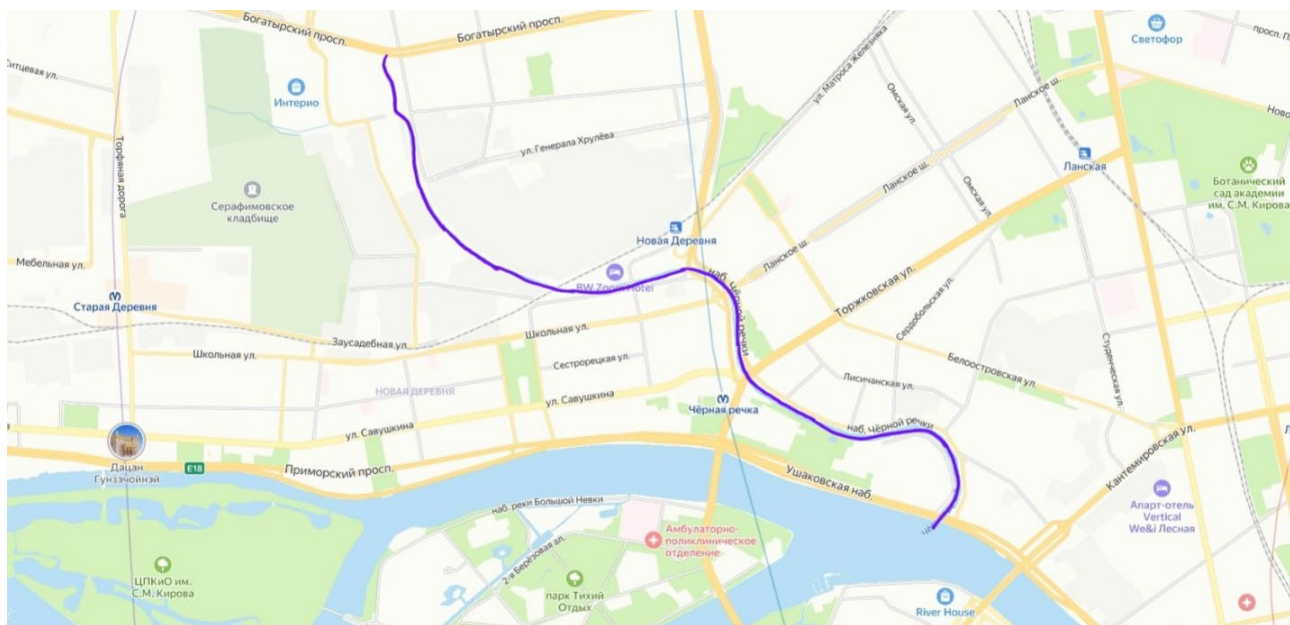 Богатырский просп.
Богатырский просп.
Светофор
Ситцевая ул.
Интерио
ул. Матроса Железняка
Омская ул.
Ланское ш.
ул. Генерала Хрулёва
Торфяная дорога
Ланская
Ланское ш.
Ботанический
сад академии
им. С.М. Кирова
Серафимовское
кладбище
Омская ул.
Новая Деревня
Мебельная ул.
Ланское ш.
наб. Чёрной речки
BW Zoom Hotel
Торжковская ул.
Сердобольская ул.
Старая Деревня
Школьная ул.
Заусадебная ул.
Школьная ул.
Сестрорецкая ул.
Белоостровская ул.
Студенческая ул.
Лисичанская ул.
НОВАЯ ДЕРЕВНЯ
ул. Савушкина
Чёрная речка
наб. Чёрной речки
ул. Савушкина
Кантемировская ул.
Дацан
Гунзэчойнэй
E18
Приморский просп.
Ушаковская наб.
наб. реки Большой Невки
Апарт-отель
Vertical
We&I Лесная
Амбулаторно-
поликлиническое
отделение
2-я Берёзовая ал.
ЦПКиО им.
С.М. Кирова
парк Тихий
Отдых
River House